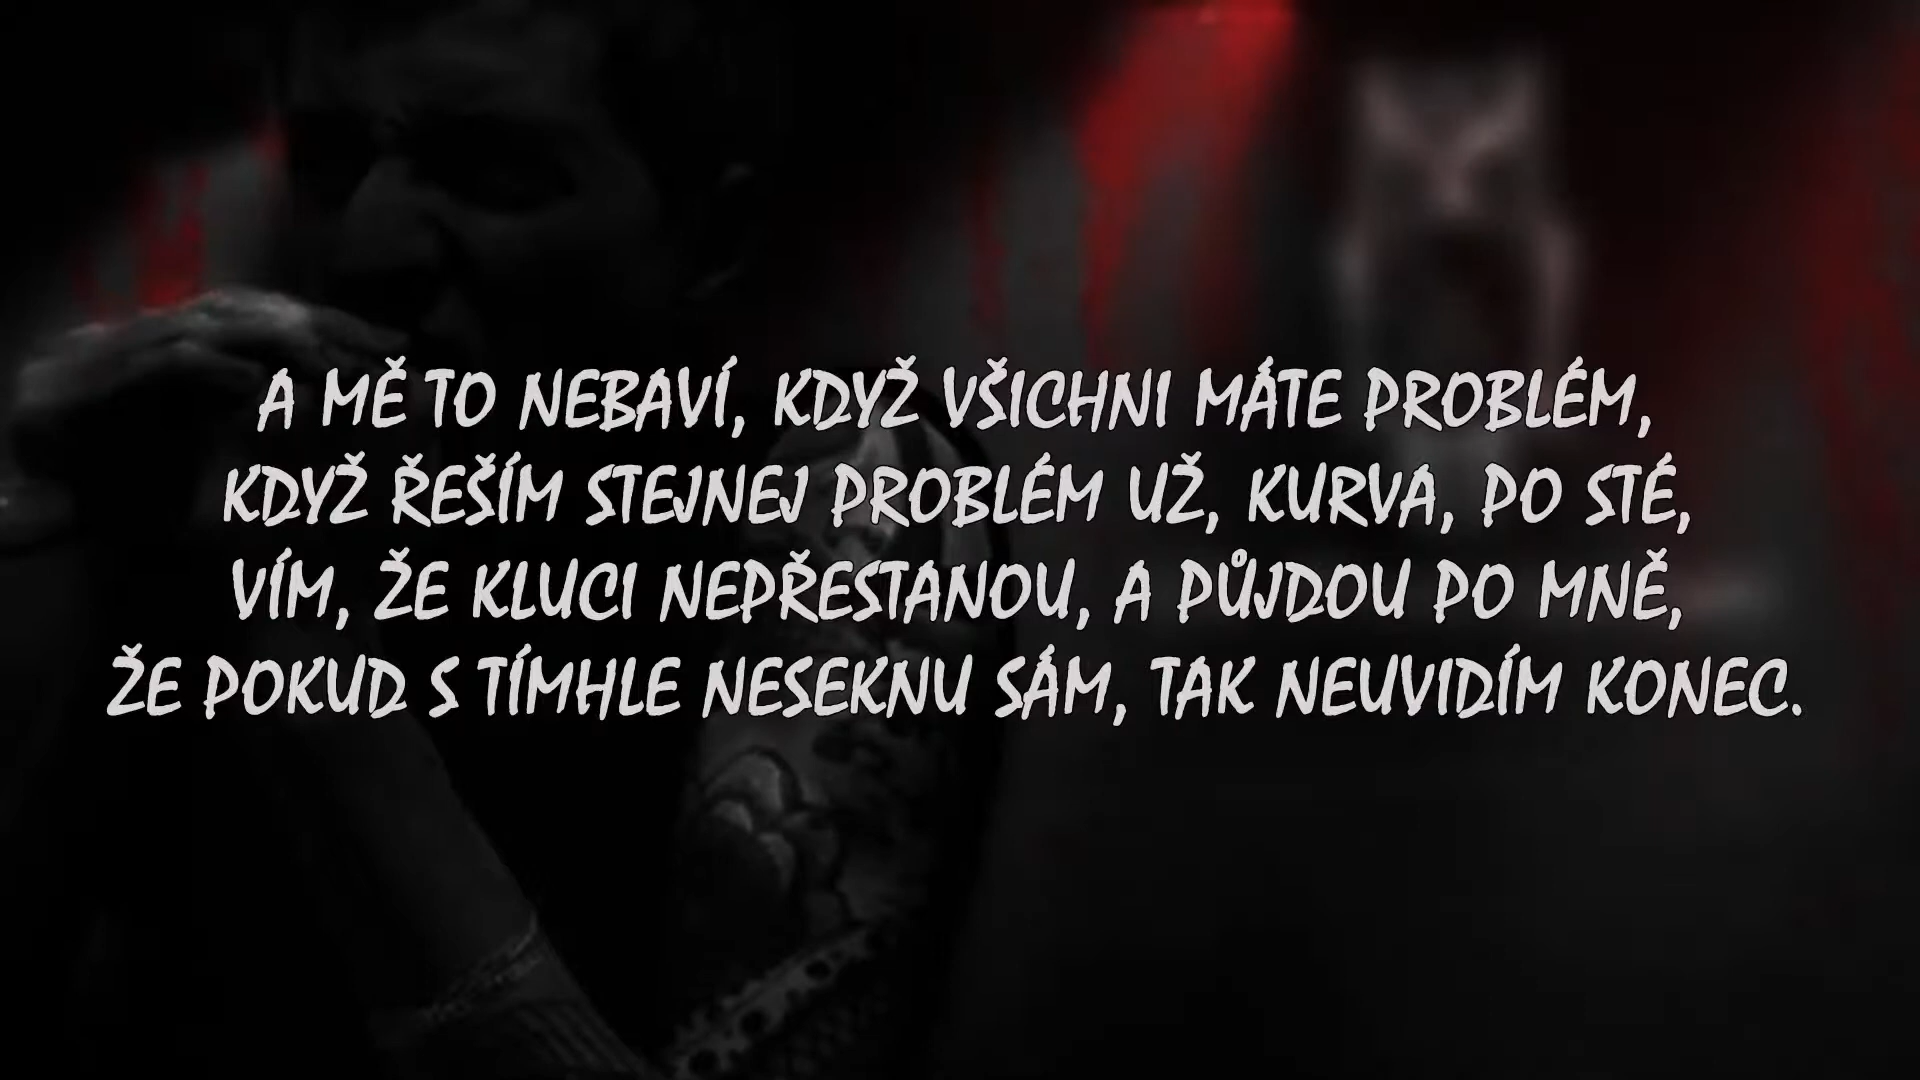 A MĚ TO NEBAVÍ, KDYŽ VŠICHNI MÁTE PROBLÉM,
KDYŽ ŘEŠÍM STEJNEJ PROBLÉM UŽ, KURVA, PO STÉ,
VÍM, ŽE KLUCI NEPŘESTANOU, A PŮJDOU PO MNĚ,
ŽE POKUD S TÍMHLE NESEKNU SÁM, TAK NEUVIDÍM KONEC.